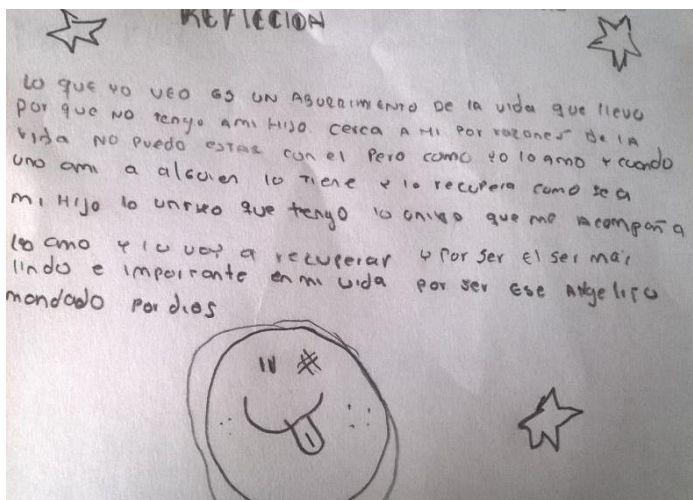 REFLECCION
Lo que yo veo es un aburrimento de la vida que llevo
por que no tengo ami Hijo cerca a mi por razones de la
vida no puedo estar con el pero como yo lo amo y cuando
uno ami a alguien lo tiene y lo recupera como sea
mi Hijo lo unico que tengo lo unico que me acompaña
lo amo y lo voy a recuperar y por ser el ser mas
lindo e importante en mi vida por ser ese Angelito
mandado por dios